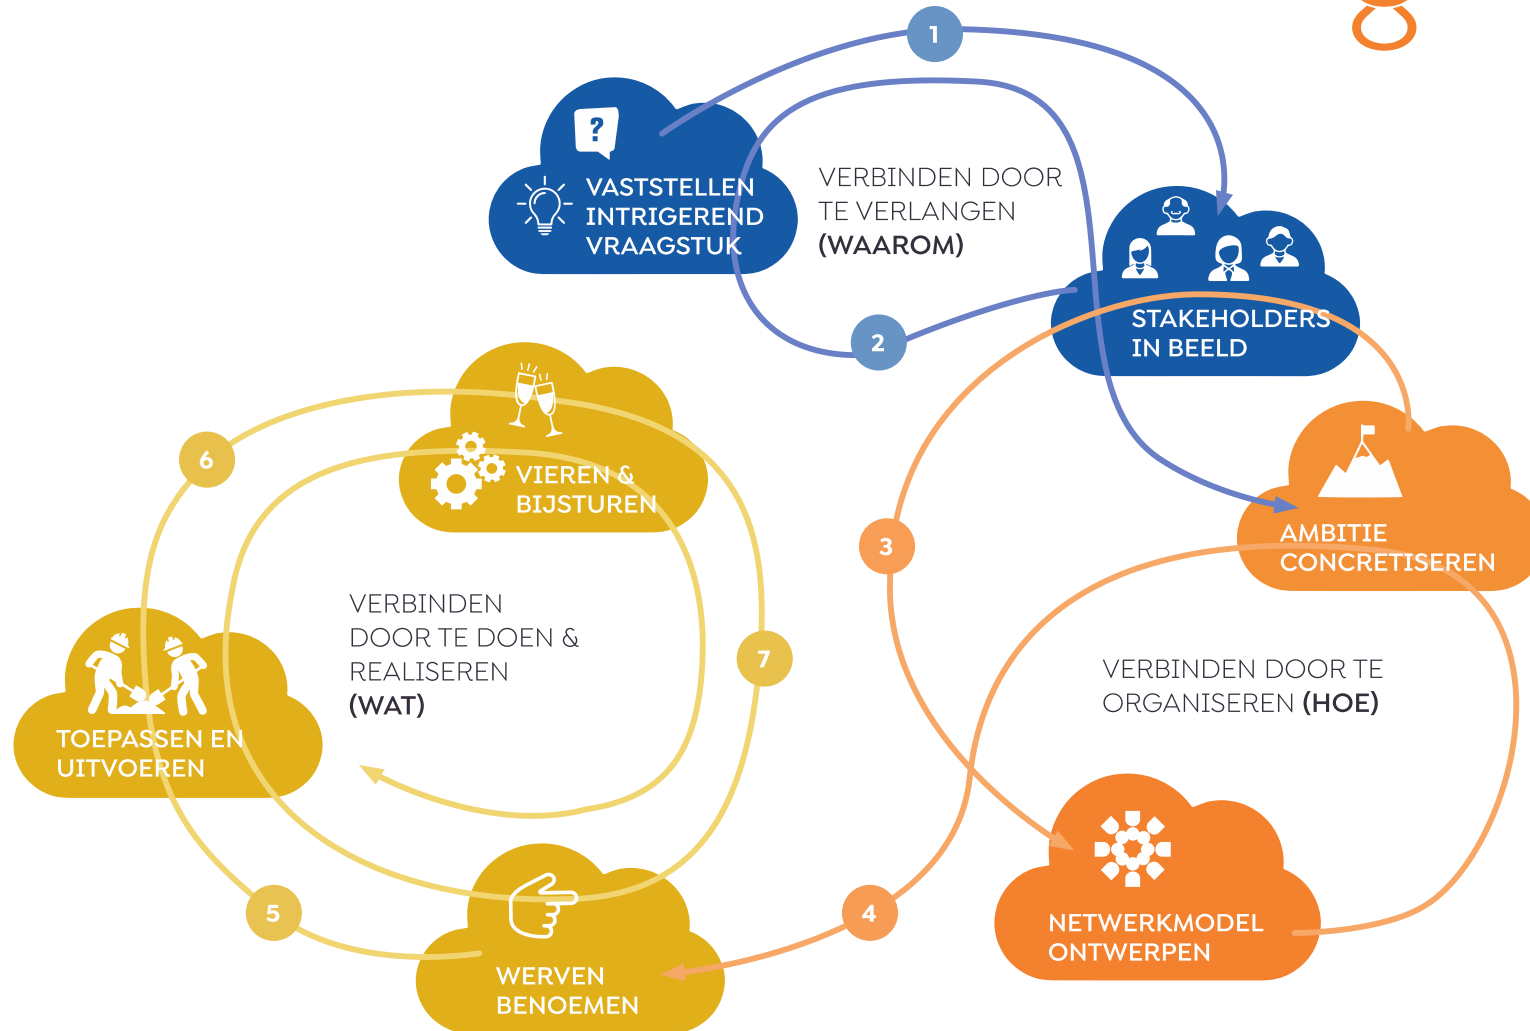 1
?
VASTSTELLEN
INTRIGEREND
VRAAGSTUK
VERBINDEN DOOR
TE VERLANGEN
(WAAROM)
2
STAKEHOLDERS
IN BEELD
3
AMBITIE
CONCRETISEREN
6
VIEREN &
BIJSTUREN
VERBINDEN
DOOR TE DOEN &
REALISEREN
(WAT)
7
VERBINDEN DOOR TE
ORGANISEREN (HOE)
TOEPASSEN EN
UITVOEREN
5
4
NETWERKMODEL
ONTWERPEN
WERVEN
BENOEMEN